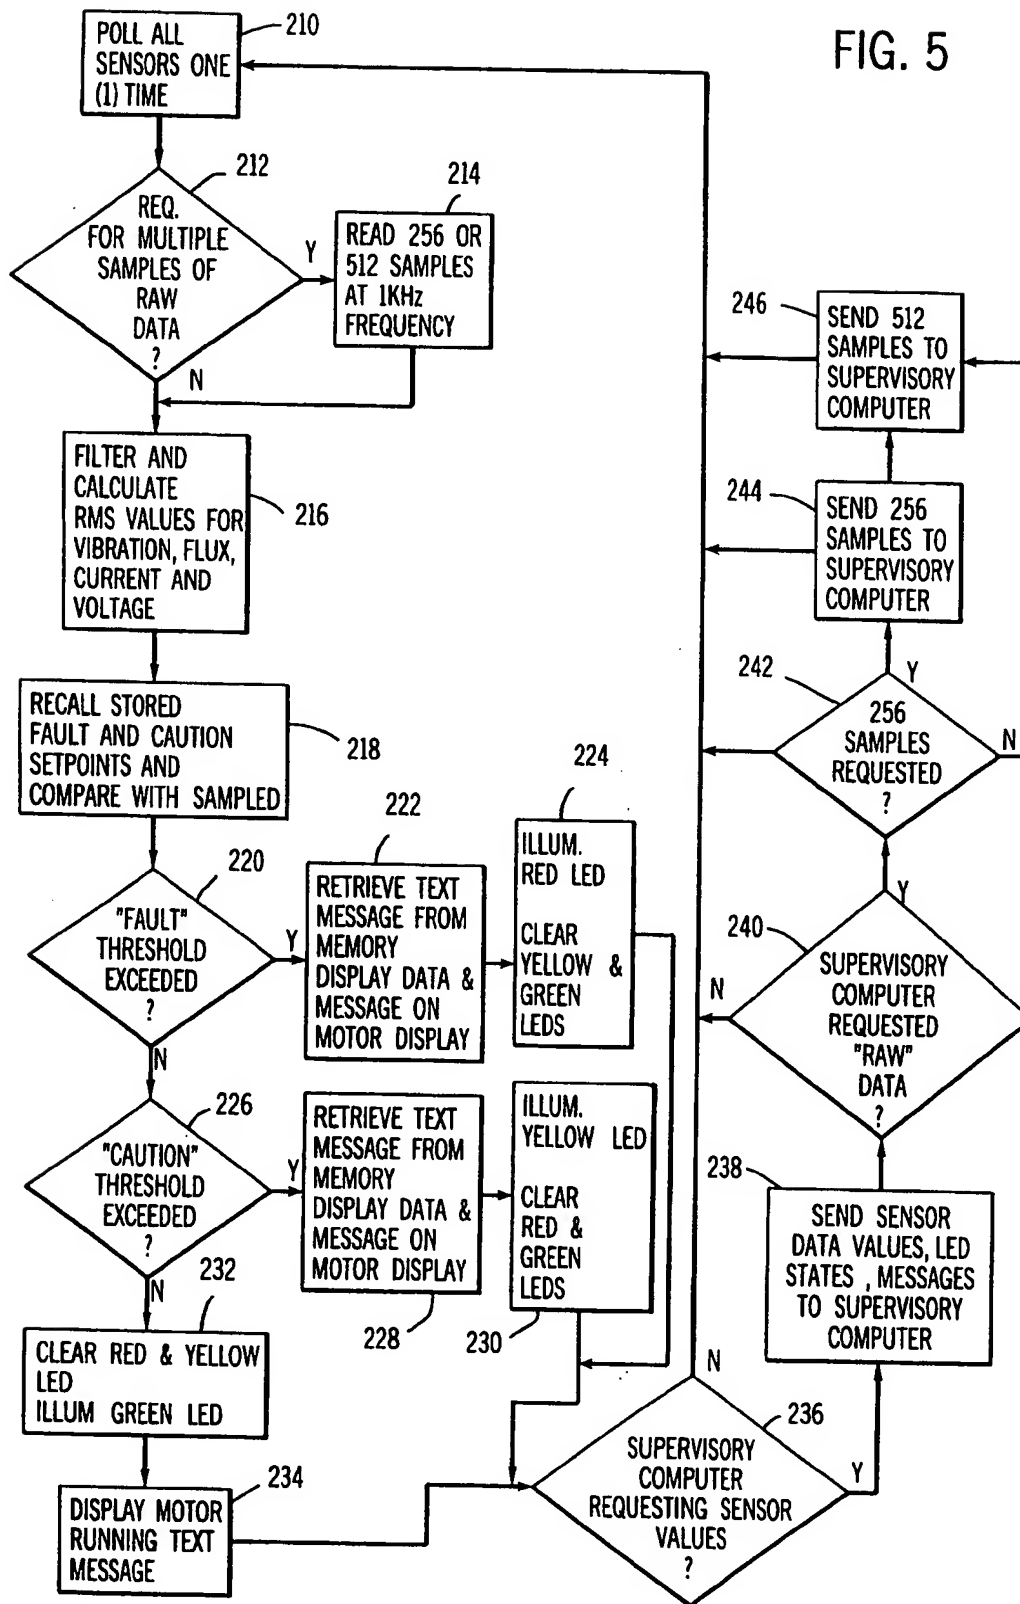 FIG. 5
210
POLL ALL
SENSORS ONE
(1) TIME
212
REQ.
FOR MULTIPLE
SAMPLES OF
RAW
DATA
?
Y
N
214
READ 256 OR
512 SAMPLES
AT 1KHz
FREQUENCY
216
FILTER AND
CALCULATE
RMS VALUES FOR
VIBRATION, FLUX,
CURRENT AND
VOLTAGE
218
RECALL STORED
FAULT AND CAUTION
SETPOINTS AND
COMPARE WITH SAMPLED
220
"FAULT"
THRESHOLD
EXCEEDED
?
Y
N
222
RETRIEVE TEXT
MESSAGE FROM
MEMORY
DISPLAY DATA &
MESSAGE ON
MOTOR DISPLAY
224
ILLUM.
RED LED
CLEAR
YELLOW &
GREEN
LEDS
226
"CAUTION"
THRESHOLD
EXCEEDED
?
Y
N
RETRIEVE TEXT
MESSAGE FROM
MEMORY
DISPLAY DATA &
MESSAGE ON
MOTOR DISPLAY
228
ILLUM.
YELLOW LED
CLEAR
RED &
GREEN
LEDS
230
232
CLEAR RED & YELLOW
LED
ILLUM GREEN LED
234
DISPLAY MOTOR
RUNNING TEXT
MESSAGE
236
SUPERVISORY
COMPUTER
REQUESTING SENSOR
VALUES
?
N
Y
238
SEND SENSOR
DATA VALUES, LED
STATES , MESSAGES
TO SUPERVISORY
COMPUTER
240
SUPERVISORY
COMPUTER
REQUESTED
"RAW"
DATA
?
N
Y
242
256
SAMPLES
REQUESTED
?
Y
N
244
SEND 256
SAMPLES TO
SUPERVISORY
COMPUTER
246
SEND 512
SAMPLES TO
SUPERVISORY
COMPUTER